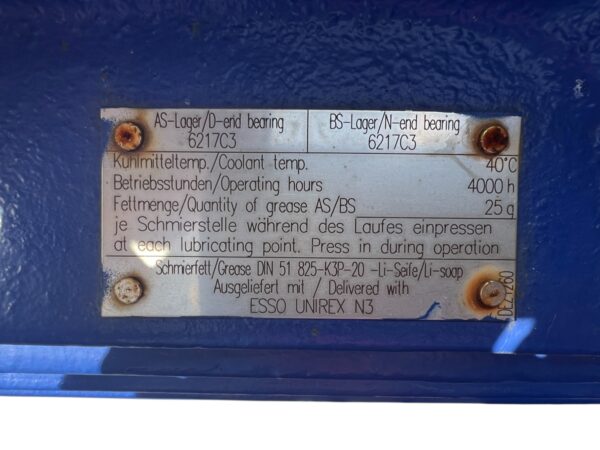 AS-Lager/D-end bearing
6217C3
BS-Lager/N-end bearing
6217C3
Kühlmitteltemp./Coolant temp. 40°C
Betriebsstunden/Operating hours 4000 h
Fettmenge/Quantity of grease AS/BS 25 g
je Schmierstelle während des Laufes einpressen
at each lubricating point. Press in during operation
Schmierfett/Grease DIN 51 825-K3P-20 -Li-Seife/Li-soap
Ausgeliefert mit / Delivered with
ESSO UNIREX N3